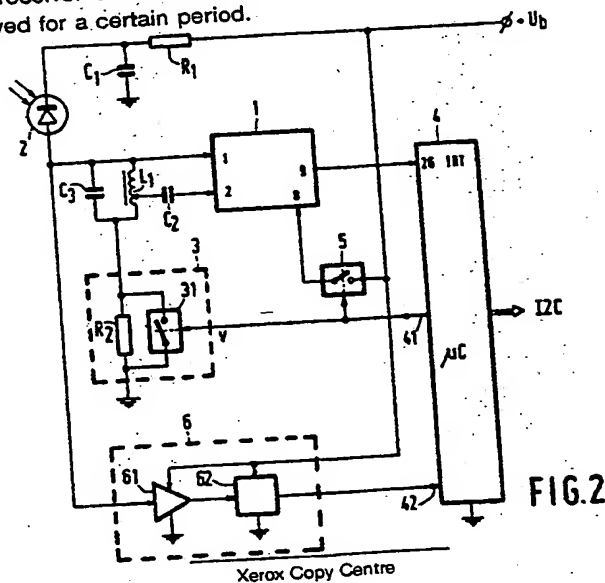 ved for a certain period.
+Ub
C1
R1
2
1
4
1
9
26 INT
C3
L1
C2
2
8
5
3
31
R2
V
41
I2C
µC
6
61
62
42
FIG.2
Xerox Copy Centre